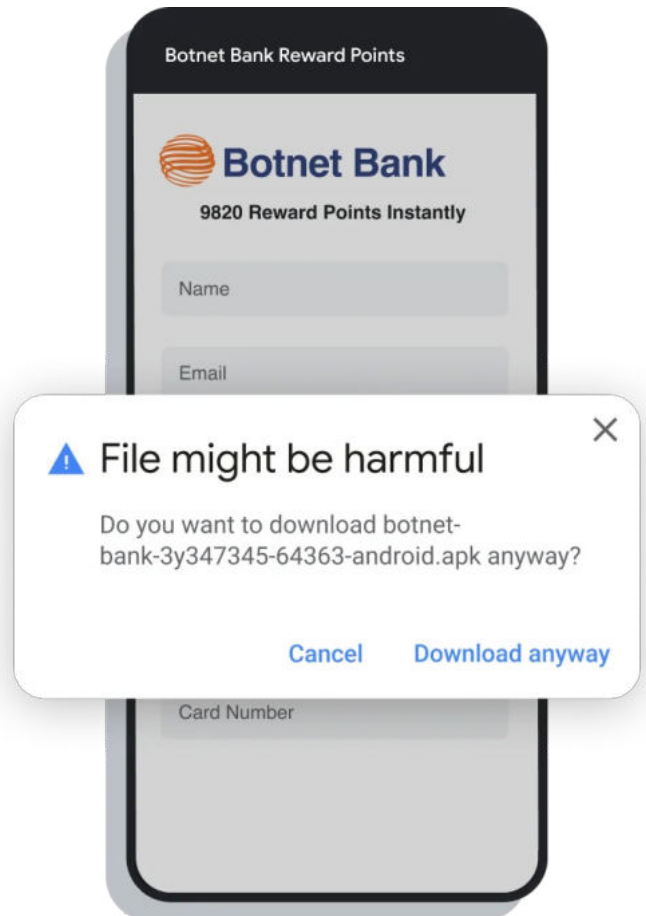 Botnet Bank Reward Points
Botnet Bank
9820 Reward Points Instantly
Name
Email
File might be harmful
Do you want to download botnet-
bank-3y347345-64363-android.apk anyway?
Cancel Download anyway
Card Number